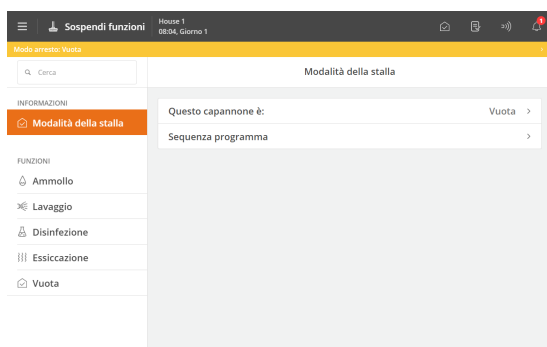 Sospendi funzioni
House 1
08:04, Giorno 1
1
Modo arresto: Vuota
Cerca
Modalità della stalla
INFORMAZIONI
Modalità della stalla
Questo capannone è:
Vuota
Sequenza programma
FUNZIONI
Ammollo
Lavaggio
Disinfezione
Essiccazione
Vuota